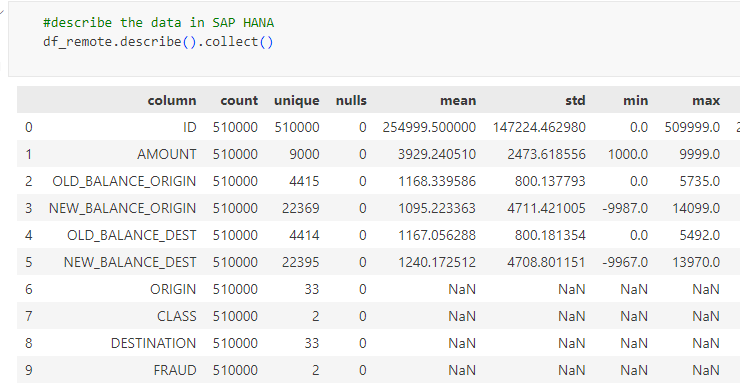 #describe the data in SAP HANA
df_remote.describe().collect()
column count unique nulls mean std min max
0 ID 510000 510000 0 254999.500000 147224.462980 0.0 509999.0
1 AMOUNT 510000 9000 0 3929.240510 2473.618556 1000.0 9999.0
2 OLD_BALANCE_ORIGIN 510000 4415 0 1168.339586 800.137793 0.0 5735.0
3 NEW_BALANCE_ORIGIN 510000 22369 0 1095.223363 4711.421005 -9987.0 14099.0
4 OLD_BALANCE_DEST 510000 4414 0 1167.056288 800.181354 0.0 5492.0
5 NEW_BALANCE_DEST 510000 22395 0 1240.172512 4708.801151 -9967.0 13970.0
6 ORIGIN 510000 33 0 NaN NaN NaN NaN
7 CLASS 510000 2 0 NaN NaN NaN NaN
8 DESTINATION 510000 33 0 NaN NaN NaN NaN
9 FRAUD 510000 2 0 NaN NaN NaN NaN